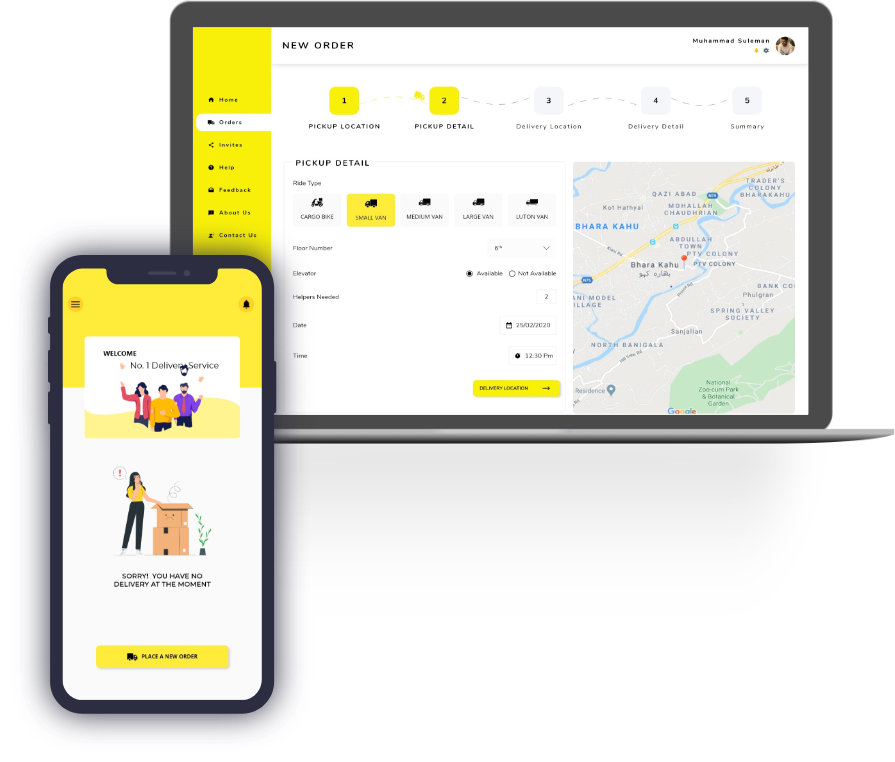 NEW ORDER
Muhammad Suleman
Home
Orders
Invites
Help
Feedback
About Us
Contact Us
1
2
3
4
5
PICKUP LOCATION
PICKUP DETAIL
Delivery Location
Delivery Detail
Summary
PICKUP DETAIL
Ride Type
CARGO BIKE
SMALL VAN
MEDIUM VAN
LARGE VAN
LUTON VAN
Floor Number
6th
Elevator
Available
Not Available
Helpers Needed
2
Date
25/02/2020
Time
12:30 Pm
DELIVERY LOCATION
TRADER'S
COLONY
BHARAKAHU
QAZI ABAD
Kot Hathyal
MOHALLAH
CHAUDHRIAN
BHARA KAHU
ABDULLAH
TOWN
PTV COLONY
Bhara Kahu
PTV COLONY
بھارہ کہو
BANK CO
Phulgran
NI MODEL
ILLAGE
SPRING VALLEY
SOCIETY
Sanjalian
NORTH BANIGALA
Residence
National
Zoo-cum Park
& Botanical
Garden
Google
WELCOME
No. 1 Delivery Service
!
SORRY! YOU HAVE NO
DELIVERY AT THE MOMENT
PLACE A NEW ORDER